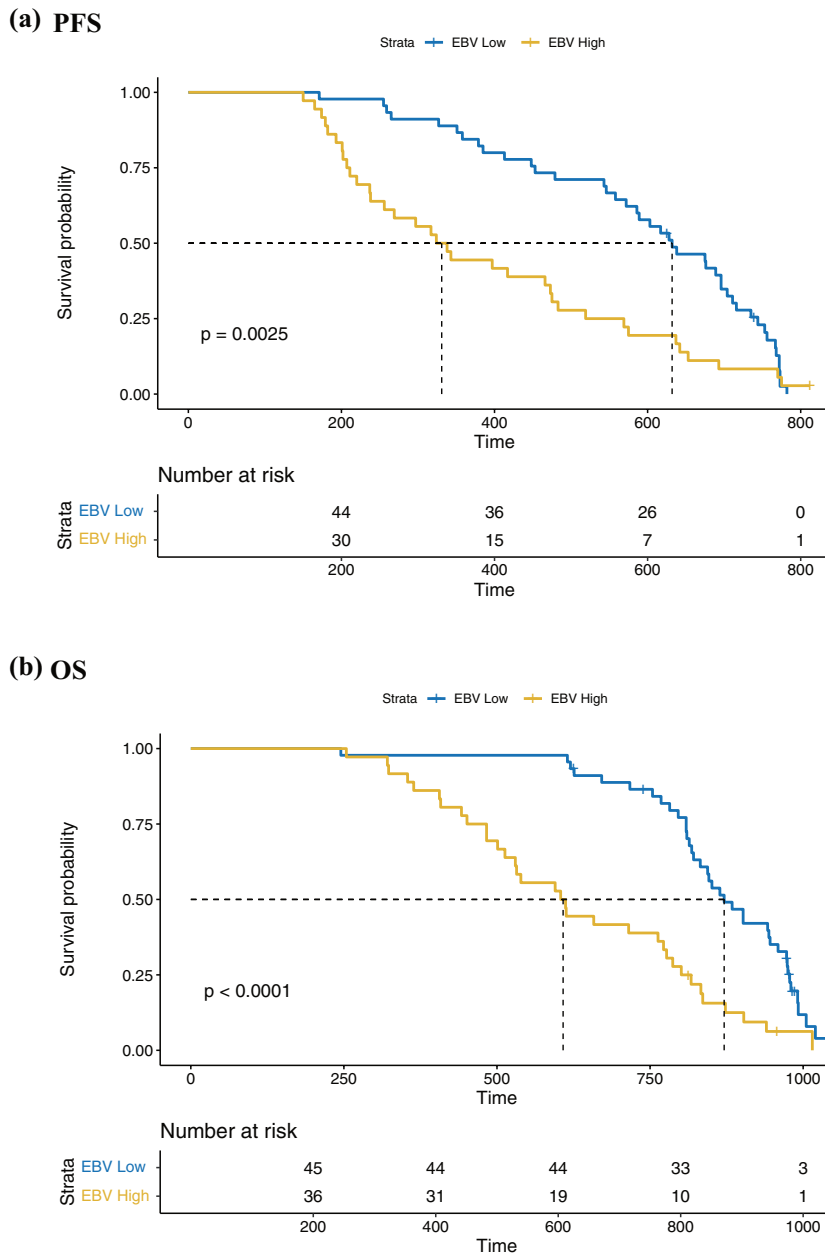 (a) PFS
Strata EBV Low EBV High
1.00
0.75
0.50
0.25
0.00
Survival probability
p = 0.0025
0 200 400 600 800
Time
Number at risk
Strata
EBV Low 44 36 26 0
EBV High 30 15 7 1
200 400 600 800
Time
(b) OS
Strata EBV Low EBV High
1.00
0.75
0.50
0.25
0.00
Survival probability
p < 0.0001
0 250 500 750 1000
Time
Number at risk
Strata
EBV Low 45 44 44 33 3
EBV High 36 31 19 10 1
200 400 600 800 1000
Time